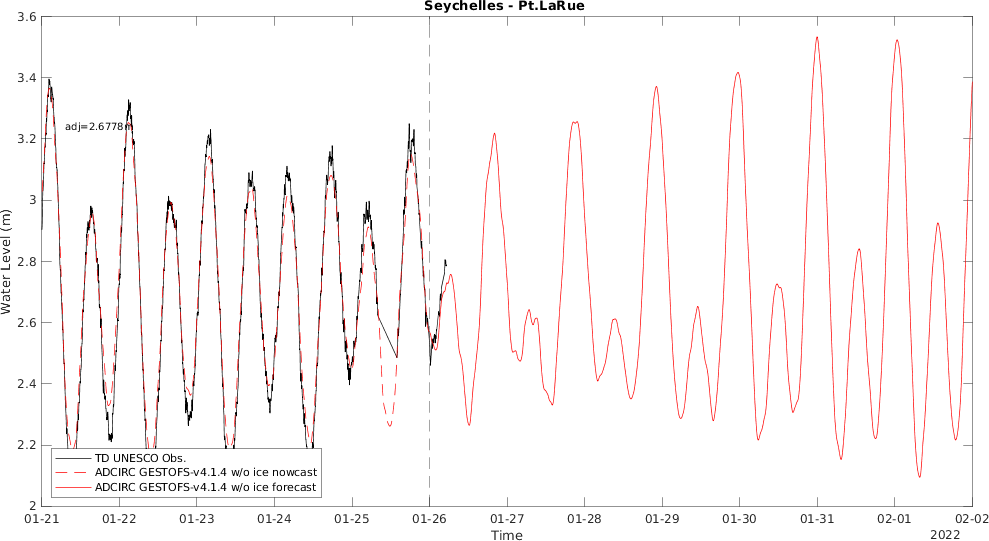 Seychelles - Pt.LaRue
3.6
3.4
3.2
3
2.8
2.6
2.4
2.2
2
Water Level (m)
adj=2.6778m
TD UNESCO Obs.
ADCIRC GESTOFS-v4.1.4 w/o ice nowcast
ADCIRC GESTOFS-v4.1.4 w/o ice forecast
01-21 01-22 01-23 01-24 01-25 01-26 01-27 01-28 01-29 01-30 01-31 02-01 02-02
Time
2022